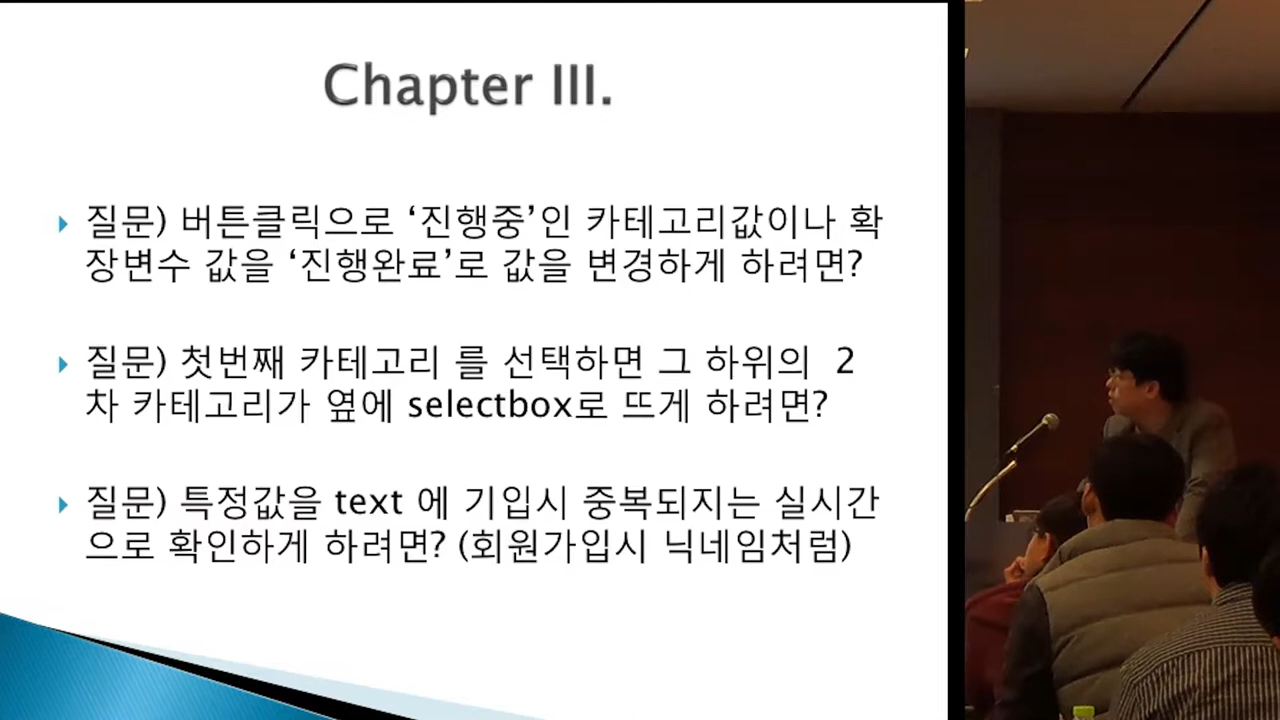 Chapter III.
질문) 버튼클릭으로 ‘진행중’인 카테고리값이나 확
장변수 값을 ‘진행완료’로 값을 변경하게 하려면?
질문) 첫번째 카테고리 를 선택하면 그 하위의 2
차 카테고리가 옆에 selectbox로 뜨게 하려면?
질문) 특정값을 text 에 기입시 중복되지는 실시간
으로 확인하게 하려면? (회원가입시 닉네임처럼)